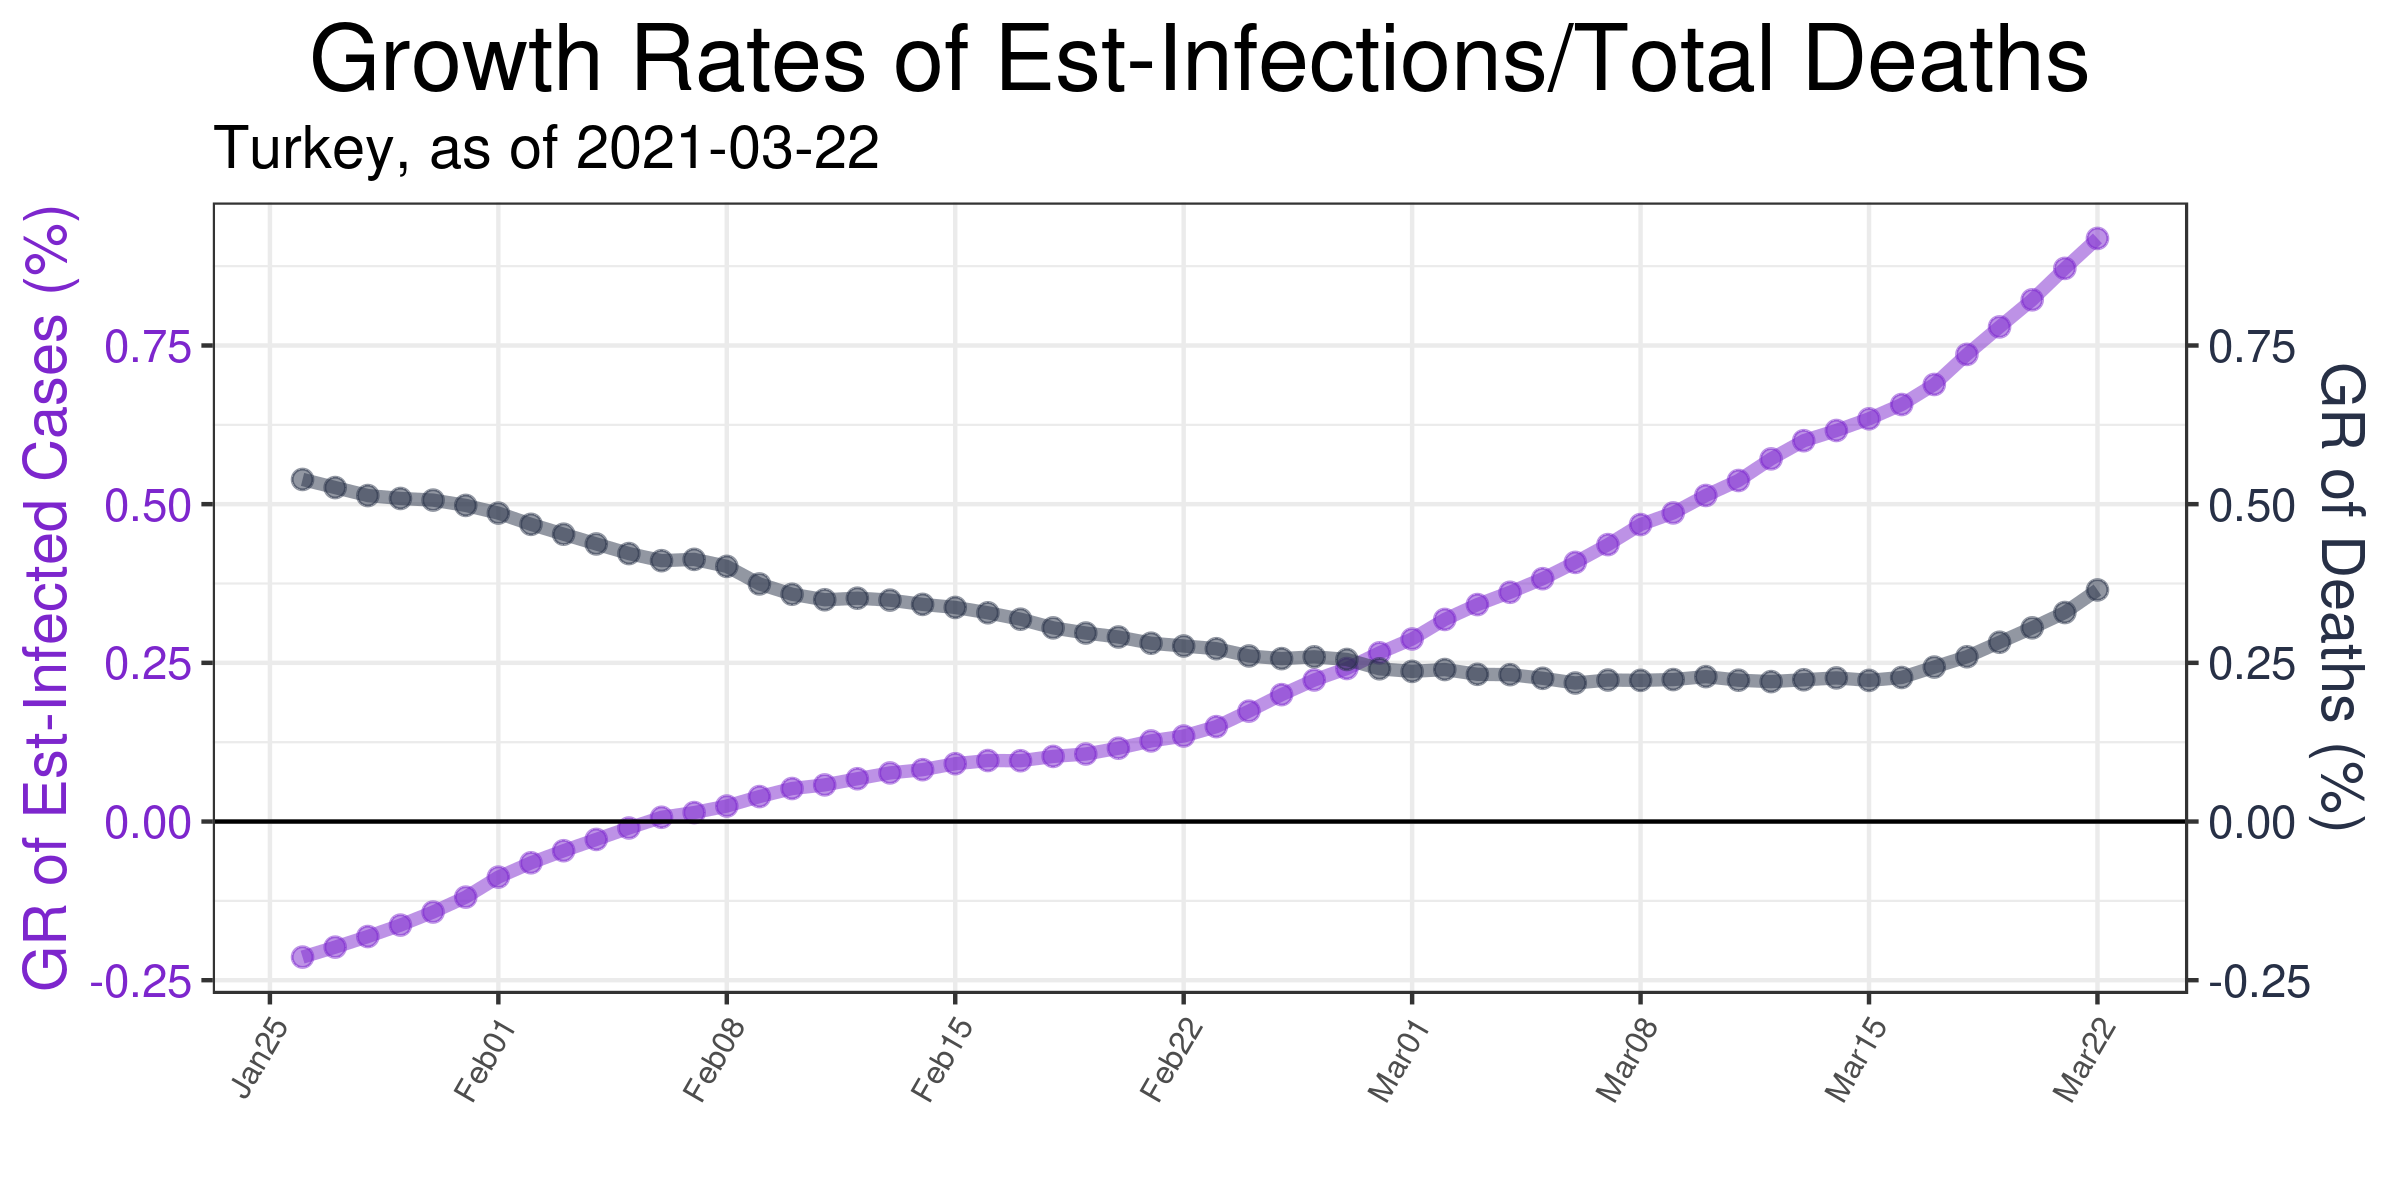 Growth Rates of Est-Infections/Total Deaths
Turkey, as of 2021-03-22
GR of Est-Infected Cases (%)
0.75
0.50
0.25
0.00
-0.25
0.75
0.50
0.25
0.00
-0.25
GR of Deaths (%)
Jan25
Feb01
Feb08
Feb15
Feb22
Mar01
Mar08
Mar15
Mar22